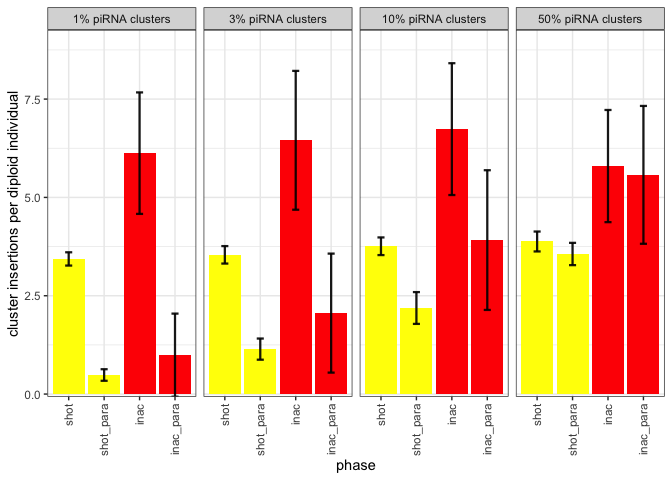 1% piRNA clusters
3% piRNA clusters
10% piRNA clusters
50% piRNA clusters
cluster insertions per diploid individual
7.5
5.0
2.5
0.0
shot
shot_para
inac
inac_para
shot
shot_para
inac
inac_para
shot
shot_para
inac
inac_para
shot
shot_para
inac
inac_para
phase